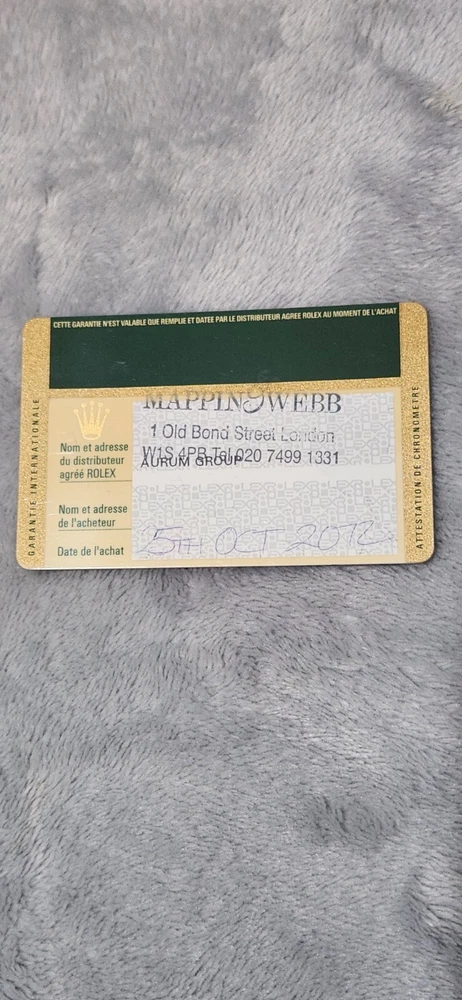 CETTE GARANTIE N'EST VALABLE QUE REMPLIE ET DATEE PAR LE DISTRIBUTEUR AGREE ROLEX AU MOMENT DE L'ACHAT
GARANTIE INTERNATIONALE
MAPPIN & WEBB
1 Old Bond Street London
W1S 4PB Tel 020 7499 1331
AURUM GROUP
Nom et adresse
du distributeur
agréé ROLEX
Nom et adresse
de l'acheteur
Date de l'achat
5TH OCT 2012
ATTESTATION DE CHRONOMETRE